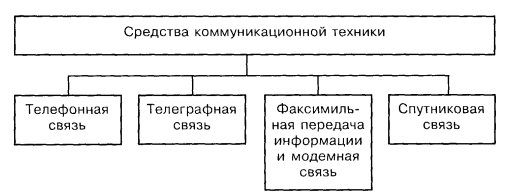 Средства коммуникационной техники
Телефонная
связь
Телеграфная
связь
Факсимиль-
ная передача
информации
и модемная
связь
Спутниковая
связь